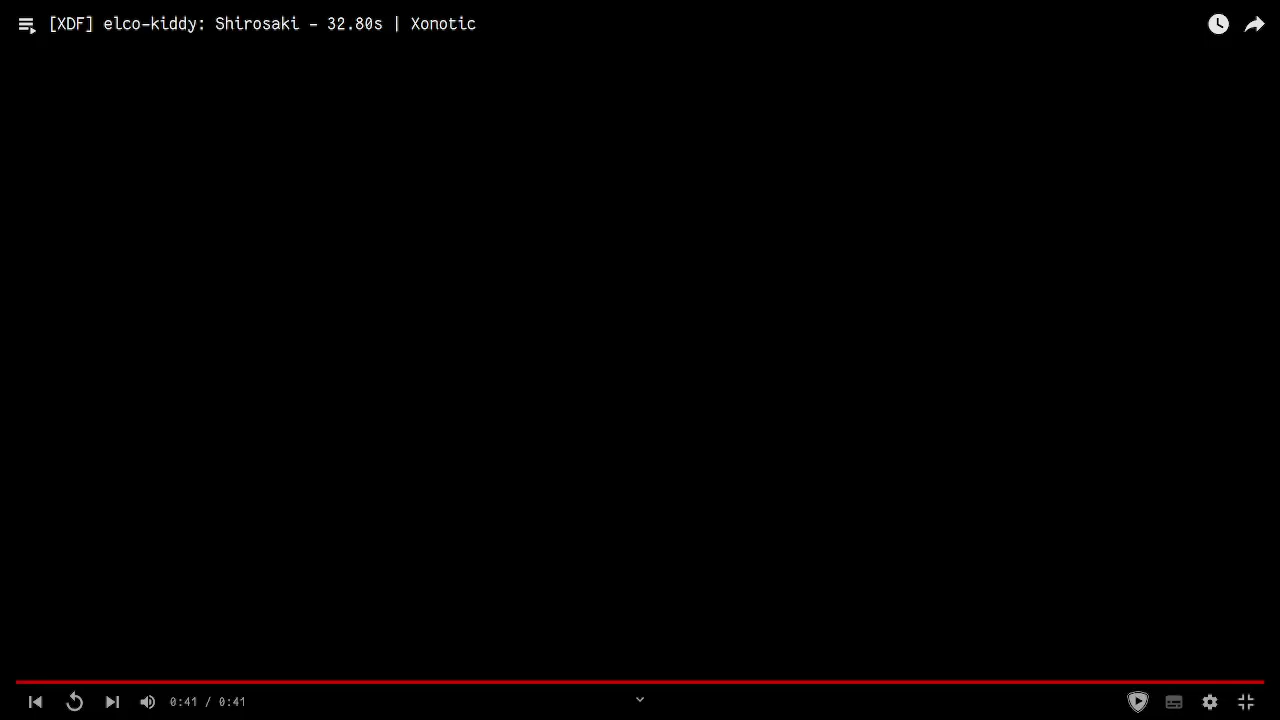 [XDF] elco-kiddy: Shirosaki – 32.80s | Xonotic
0:41 / 0:41